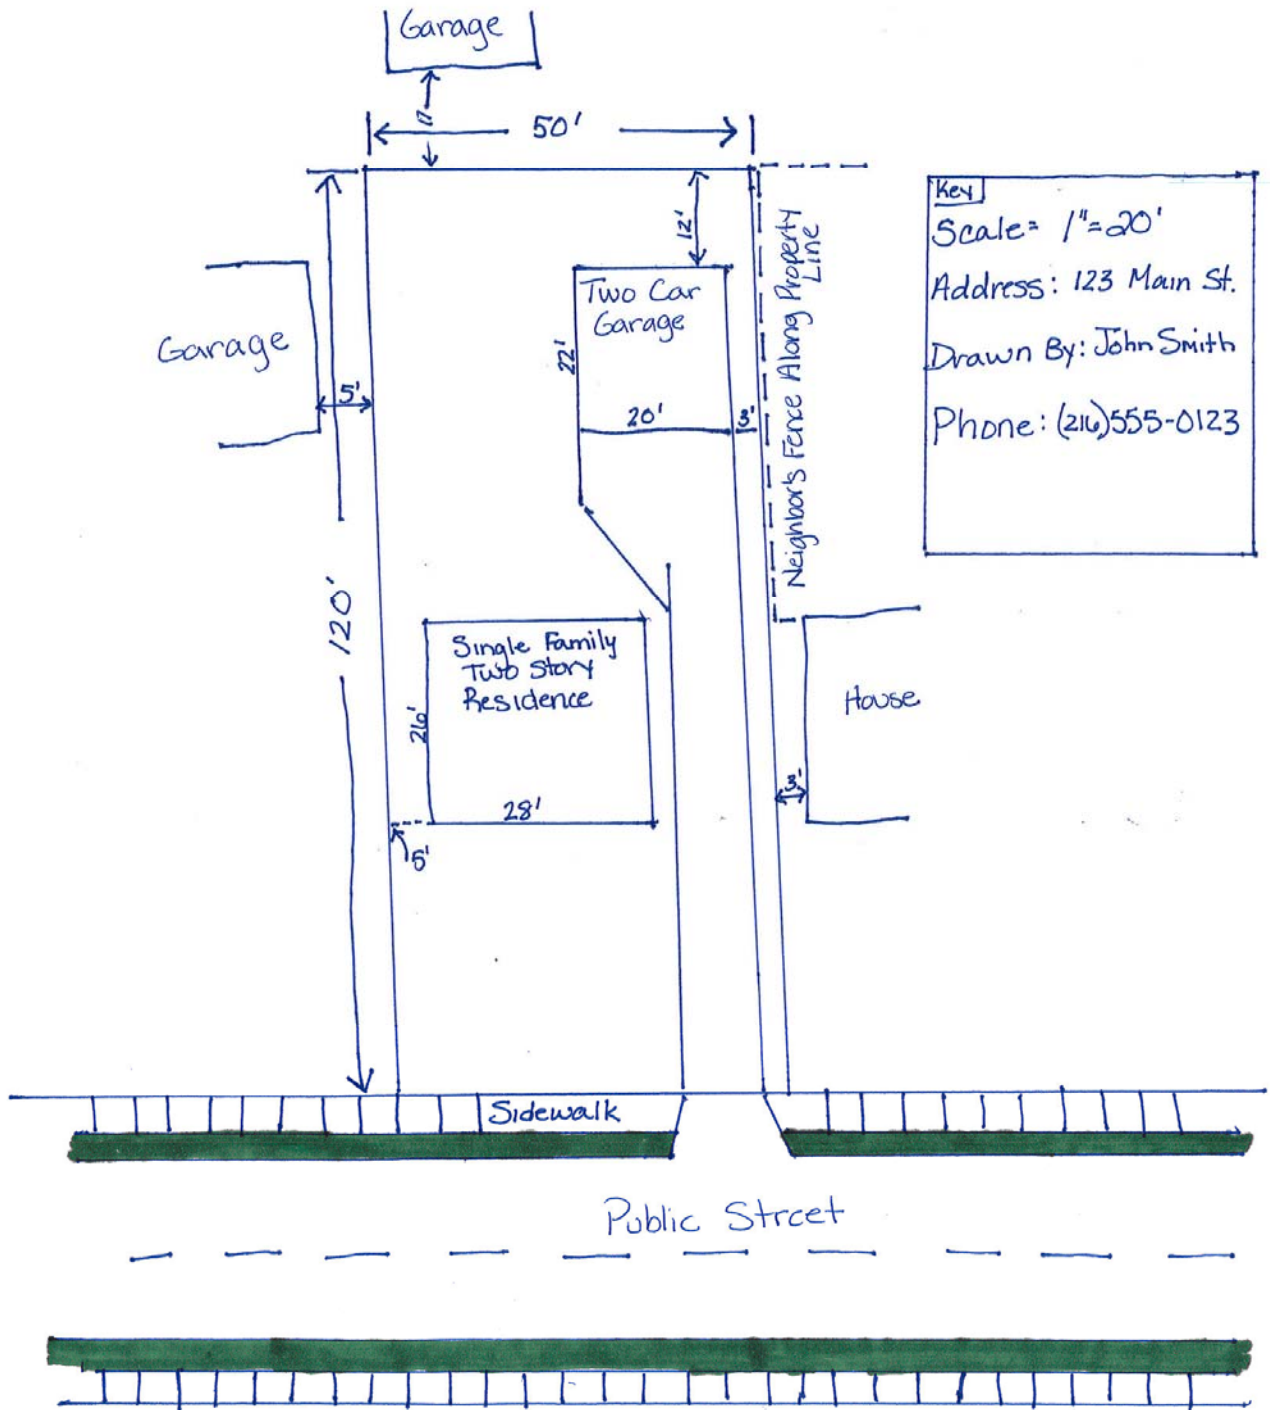 Garage
50'
12'
Key
Scale= 1"=20'
Address: 123 Main St.
Drawn By: John Smith
Phone: (216)555-0123
Two Car
Garage
22'
20'
3'
Neighbor's Fence Along Property
Line
Garage
5'
120'
Single Family
Two Story
Residence
26'
28'
5'
House
3'
Sidewalk
Public Street